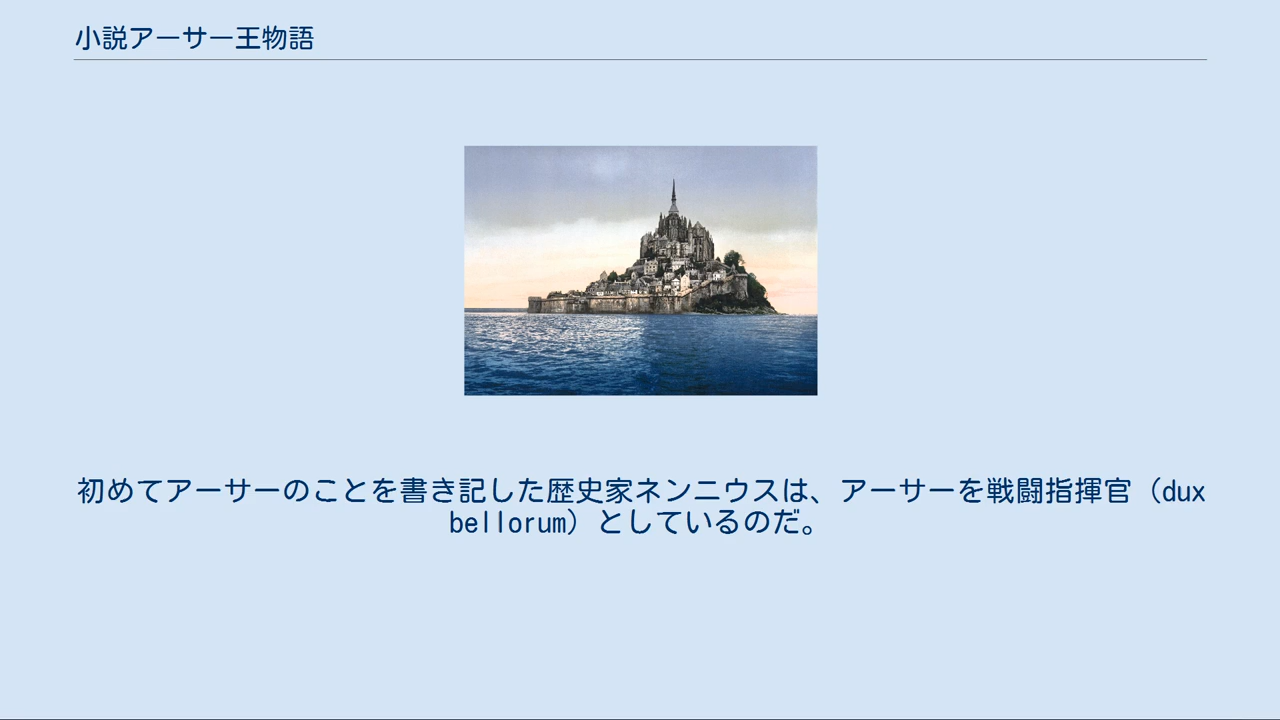 小説アーサー王物語
初めてアーサーのことを書き記した歴史家ネンニウスは、アーサーを戦闘指揮官（dux
bellorum）としているのだ。